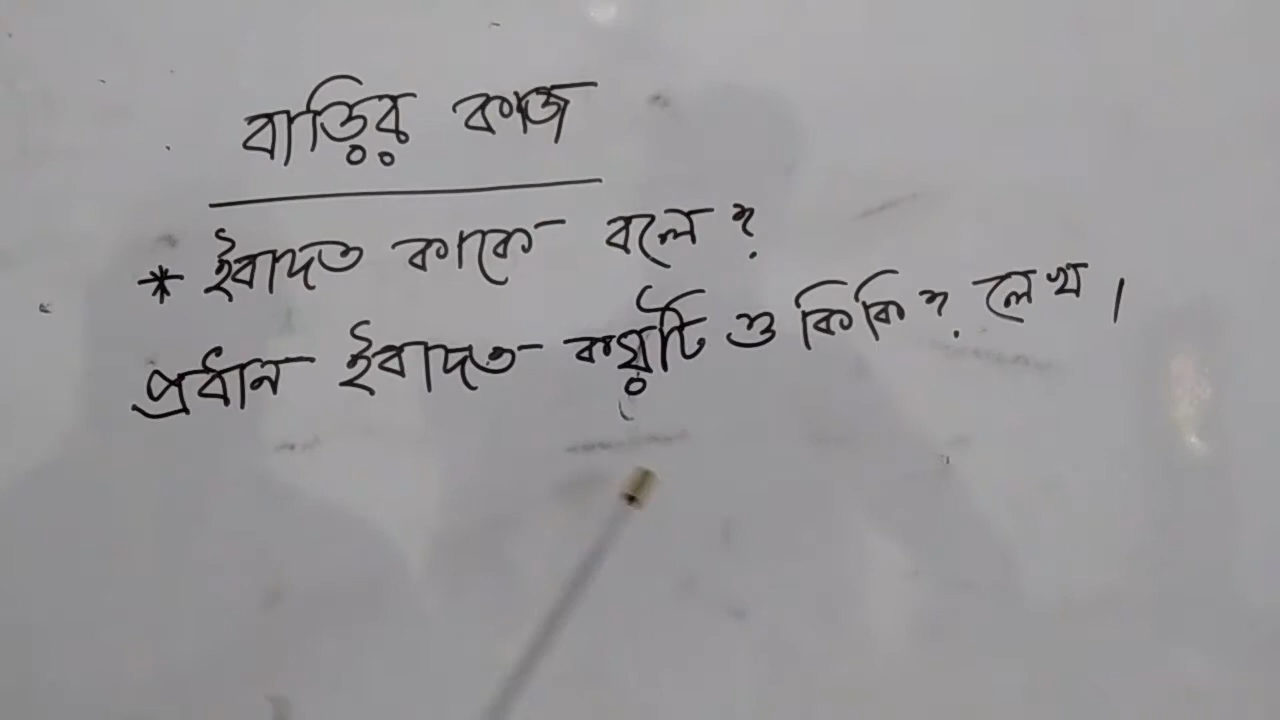 বাড়ির কাজ
* ইবাদত কাকে বলে?
প্রধান ইবাদত কয়টি ও কি কি? লেখ।